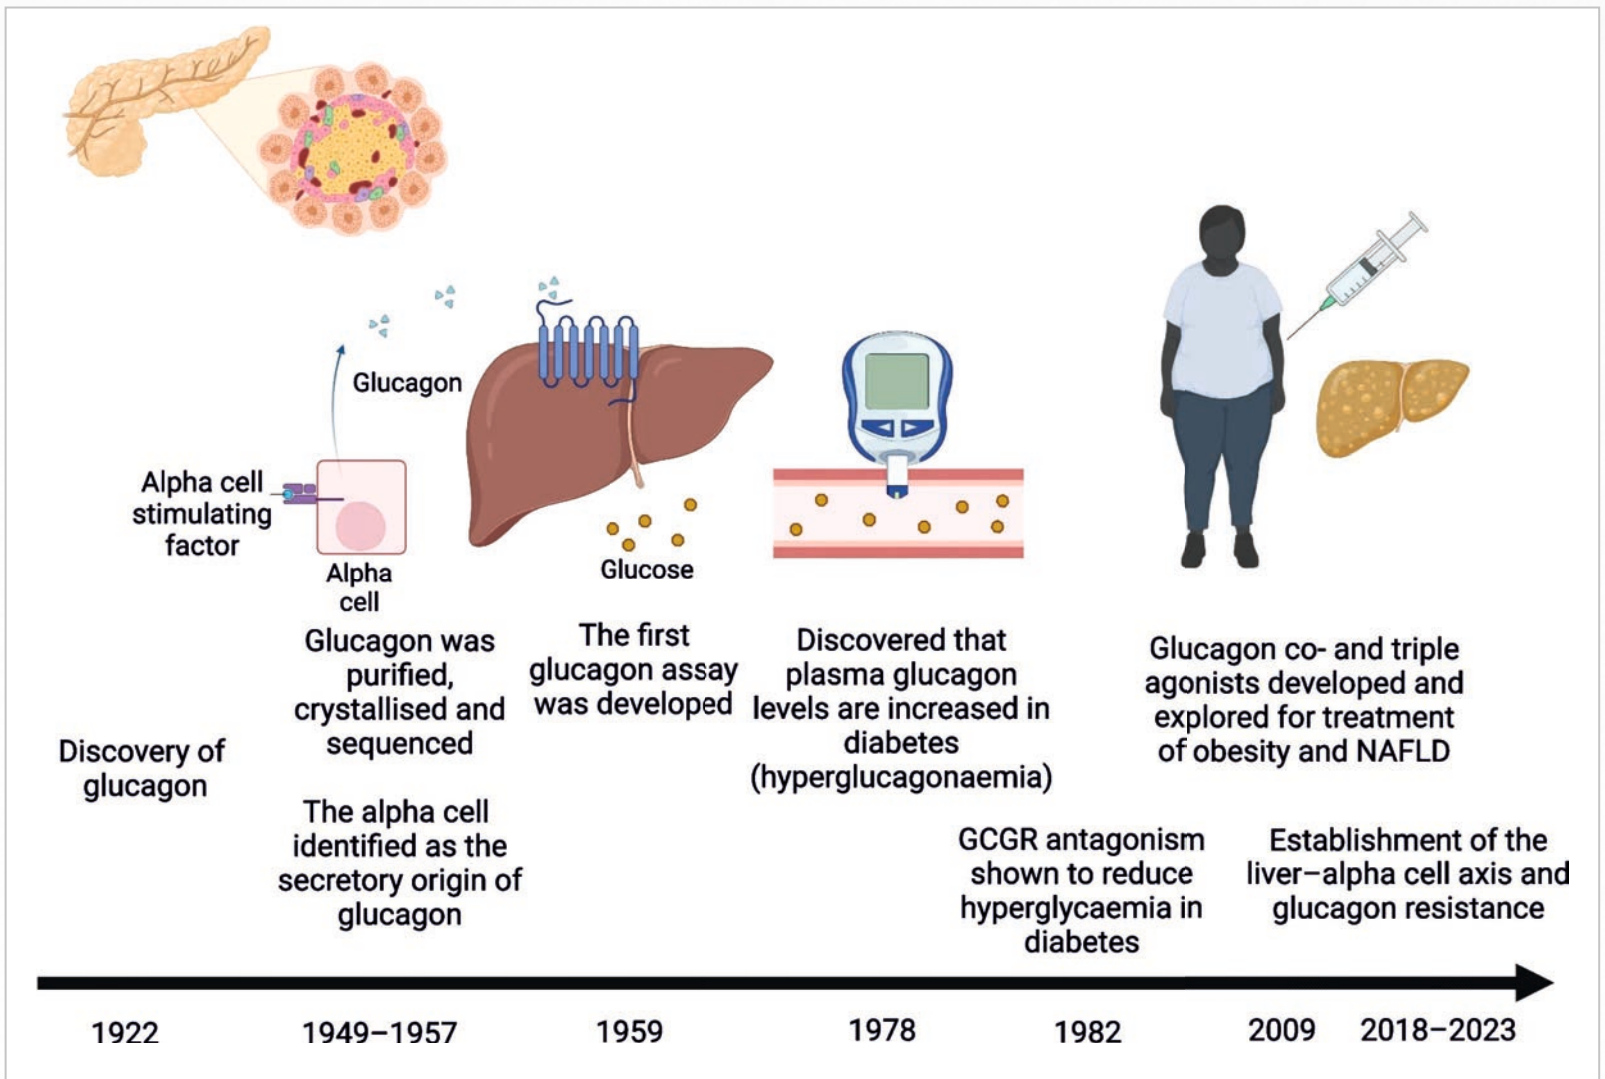 Glucagon
Alpha cell
stimulating
factor
Alpha
cell
Glucose
Discovery of
glucagon
Glucagon was
purified,
crystallised and
sequenced
The alpha cell
identified as the
secretory origin of
glucagon
The first
glucagon assay
was developed
Discovered that
plasma glucagon
levels are increased in
diabetes
(hyperglucagonaemia)
GCGR antagonism
shown to reduce
hyperglycaemia in
diabetes
Glucagon co- and triple
agonists developed and
explored for treatment
of obesity and NAFLD
Establishment of the
liver–alpha cell axis and
glucagon resistance
1922
1949–1957
1959
1978
1982
2009
2018–2023